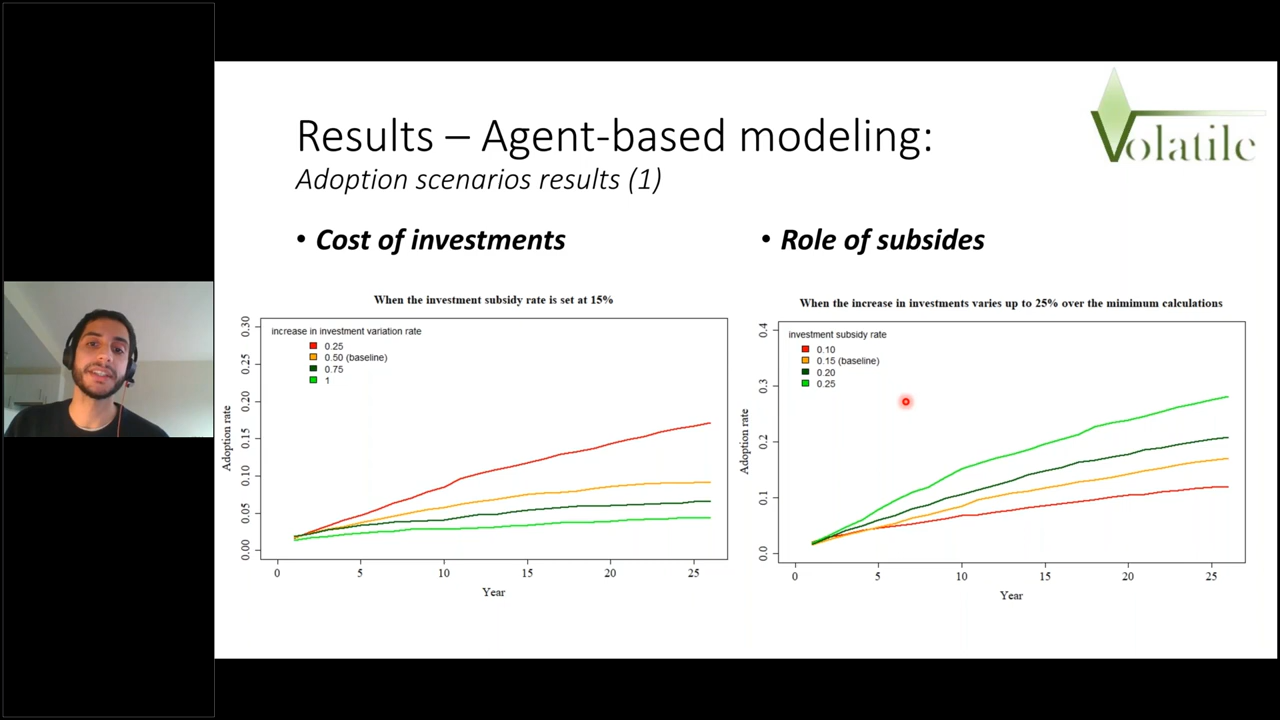 Results – Agent-based modeling:
Adoption scenarios results (1)
Volatile
• Cost of investments
When the investment subsidy rate is set at 15%
increase in investment variation rate
0.25
0.50 (baseline)
0.75
1
Adoption rate
0.30
0.25
0.20
0.15
0.10
0.05
0.00
0 5 10 15 20 25
Year
• Role of subsides
When the increase in investments varies up to 25% over the mimimum calculations
investment subsidy rate
0.10
0.15 (baseline)
0.20
0.25
Adoption rate
0.4
0.3
0.2
0.1
0.0
0 5 10 15 20 25
Year